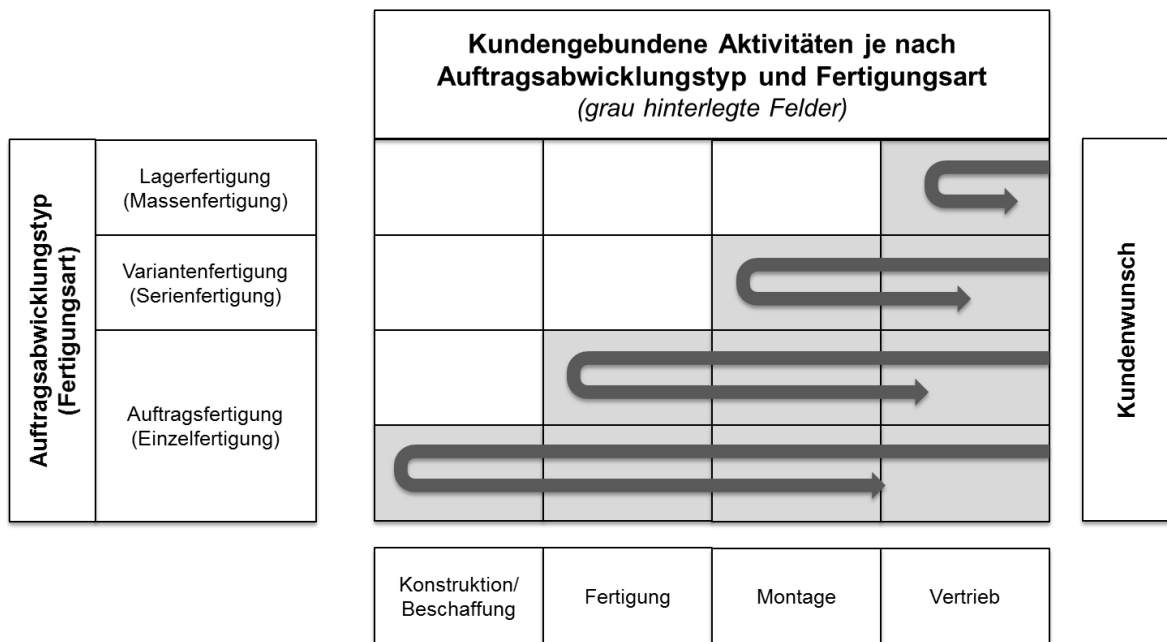 Kundengebundene Aktivitäten je nach
Auftragsabwicklungstyp und Fertigungsart
(grau hinterlegte Felder)
Auftragsabwicklungstyp
(Fertigungsart)
Lagerfertigung
(Massenfertigung)
Variantenfertigung
(Serienfertigung)
Auftragsfertigung
(Einzelfertigung)
Kundenwunsch
Konstruktion/
Beschaffung
Fertigung
Montage
Vertrieb